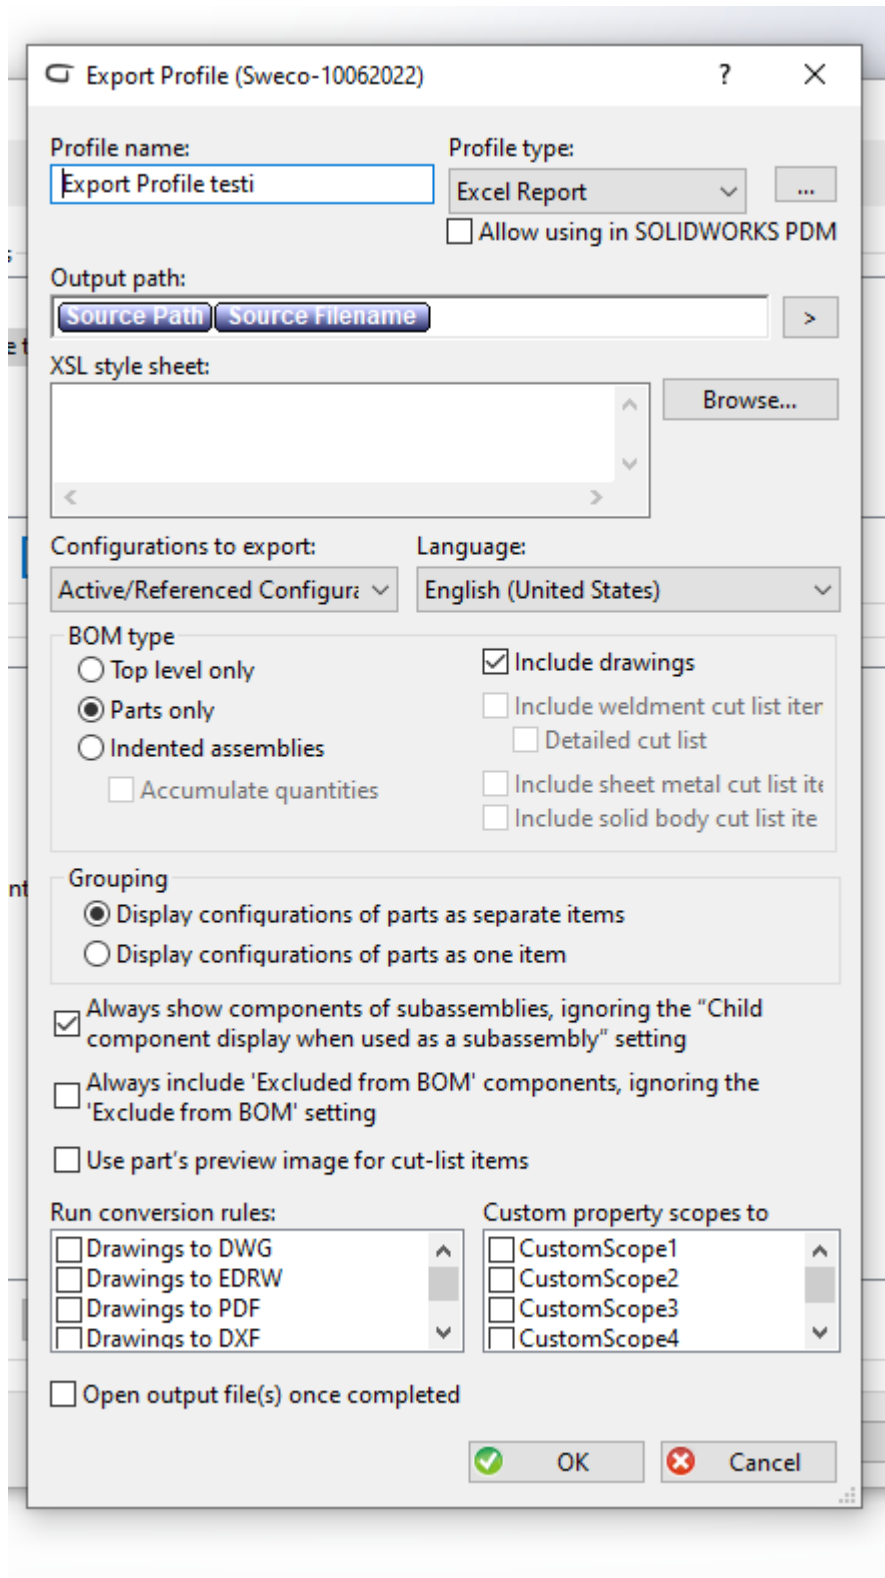 Export Profile (Sweco-10062022) ?
Profile name:
Profile type:
Export Profile testi
Excel Report
...
Allow using in SOLIDWORKS PDM
Output path:
Source Path Source Filename
>
XSL style sheet:
Browse...
Configurations to export:
Language:
Active/Referenced Configura
English (United States)
BOM type
Top level only
Include drawings
Parts only
Include weldment cut list iter
Indented assemblies
Detailed cut list
Accumulate quantities
Include sheet metal cut list ite
Include solid body cut list ite
Grouping
Display configurations of parts as separate items
Display configurations of parts as one item
Always show components of subassemblies, ignoring the “Child
component display when used as a subassembly” setting
Always include 'Excluded from BOM' components, ignoring the
'Exclude from BOM' setting
Use part's preview image for cut-list items
Run conversion rules:
Custom property scopes to
Drawings to DWG
CustomScope1
Drawings to EDRW
CustomScope2
Drawings to PDF
CustomScope3
Drawings to DXF
CustomScope4
Open output file(s) once completed
OK
Cancel